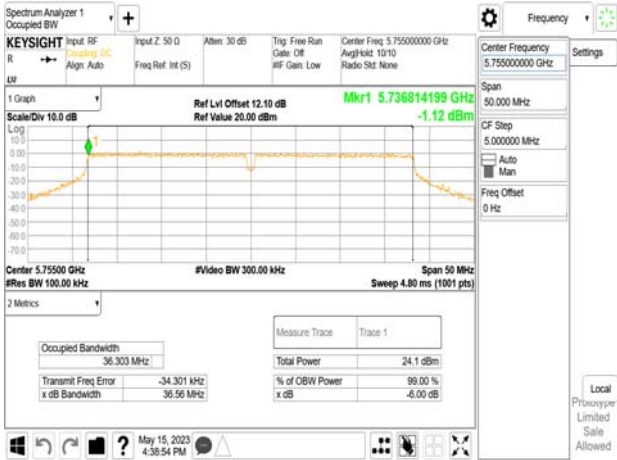 Spectrum Analyzer 1
Occupied BW
KEYSIGHT
R
Input: RF
Coupling: DC
Align: Auto
Input Z: 50 Ω
Freq Ref: Int (S)
Atten: 30 dB
Trig: Free Run
Gate: Off
#IF Gain: Low
Center Freq: 5.755000000 GHz
Avg|Hold: 10/10
Radio Std: None
1 Graph
Scale/Div 10.0 dB
Ref Lvl Offset 12.10 dB
Ref Value 20.00 dBm
Mkr1 5.736814199 GHz
-1.12 dBm
Log
10.0
0.00
-10.0
-20.0
-30.0
-40.0
-50.0
-60.0
-70.0
1
Center 5.75500 GHz
#Res BW 100.00 kHz
#Video BW 300.00 kHz
Span 50 MHz
Sweep 4.80 ms (1001 pts)
2 Metrics
Measure Trace Trace 1
Occupied Bandwidth
36.303 MHz
Total Power 24.1 dBm
Transmit Freq Error -34.301 kHz
% of OBW Power 99.00 %
x dB Bandwidth 36.56 MHz
x dB -6.00 dB
May 15, 2023
4:38:54 PM
Frequency
Center Frequency
5.755000000 GHz
Settings
Span
50.000 MHz
CF Step
5.000000 MHz
Auto
Man
Freq Offset
0 Hz
Local
Prototype
Limited
Sale
Allowed